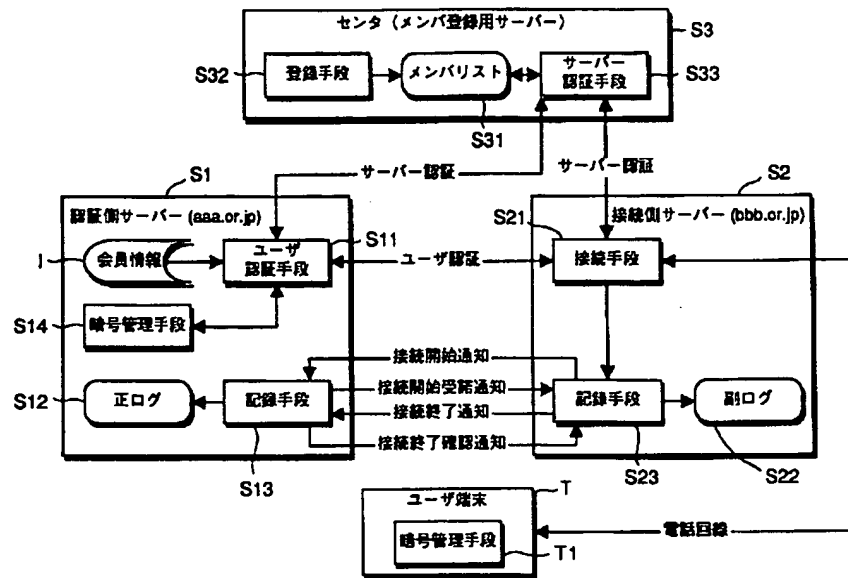 センタ（メンバ登録用サーバー）
S3
S32
登録手段
メンバリスト
サーバー
認証手段
S33
S31
サーバー認証
サーバー認証
S1
S2
認証側サーバー (aaa.or.jp)
S21
接続側サーバー (bbb.or.jp)
I
会員情報
ユーザ
認証手段
S11
ユーザ認証
接続手段
S14
暗号管理手段
接続開始通知
S12
正ログ
記録手段
接続開始受諾通知
接続終了通知
記録手段
副ログ
接続終了確認通知
S13
S23
S22
ユーザ端末
T
暗号管理手段
T1
電話回線